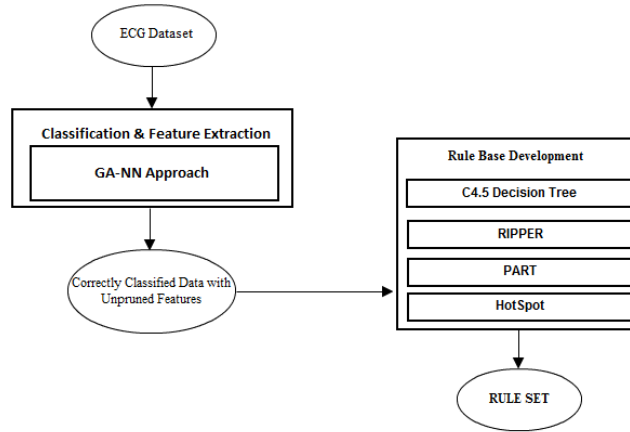 ECG Dataset
Classification & Feature Extraction
GA-NN Approach
Correctly Classified Data with
Unpruned Features
Rule Base Development
C4.5 Decision Tree
RIPPER
PART
HotSpot
RULE SET